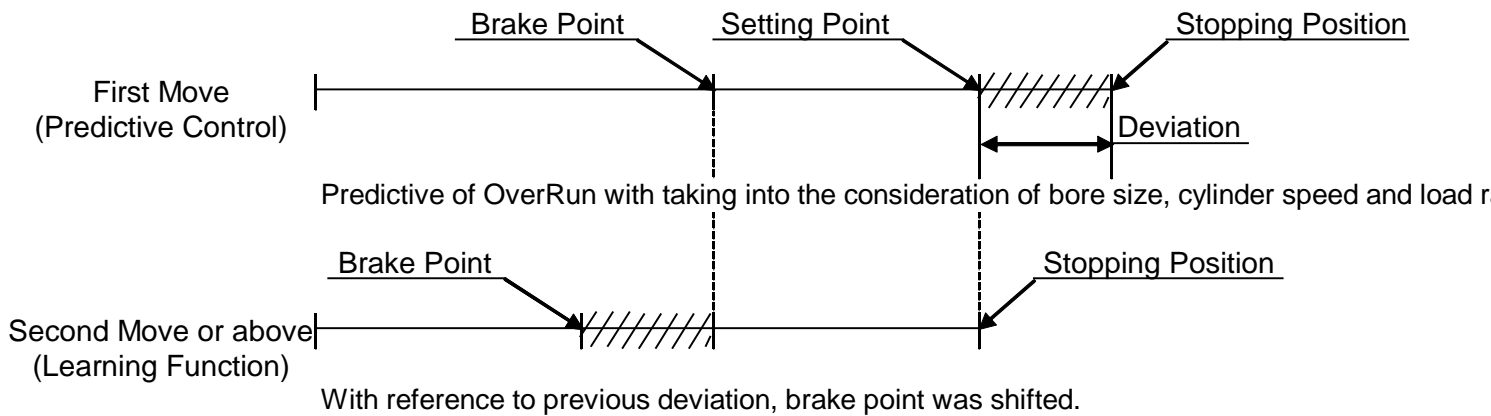 Brake Point Setting Point Stopping Position
First Move
(Predictive Control)
Deviation
Predictive of OverRun with taking into the consideration of bore size, cylinder speed and load
Brake Point Stopping Position
Second Move or above
(Learning Function)
With reference to previous deviation, brake point was shifted.